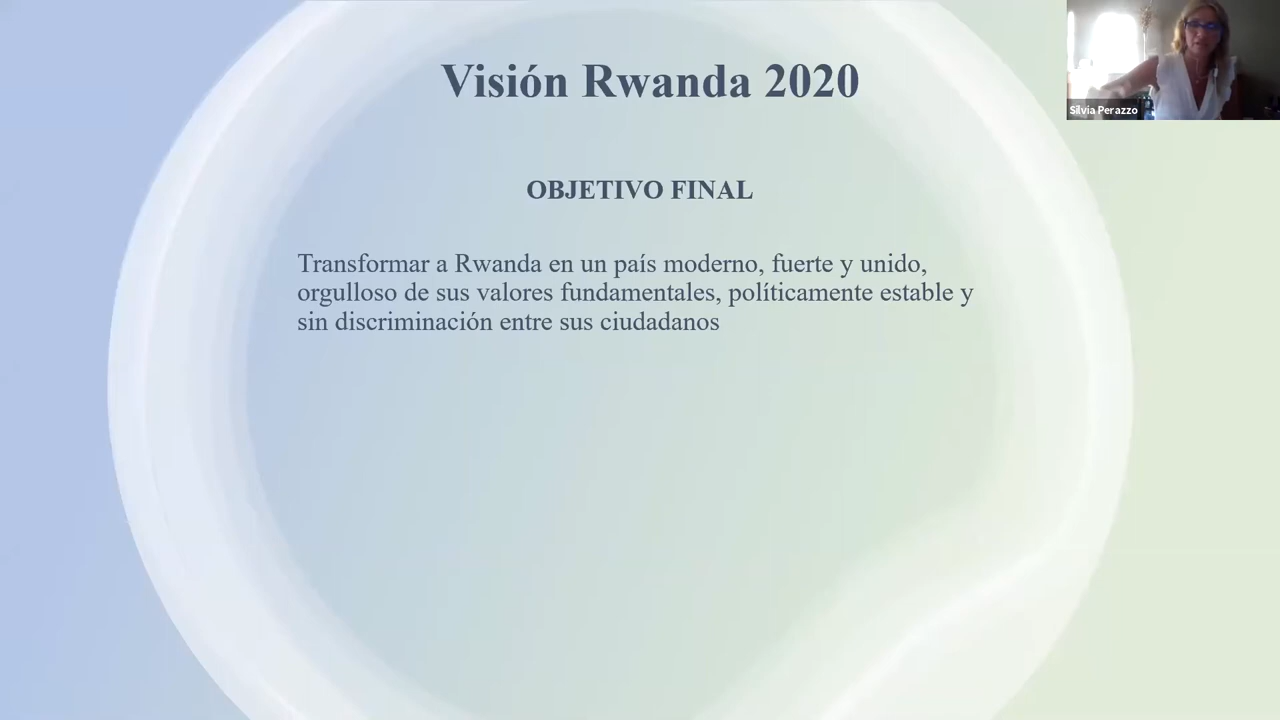 Visión Rwanda 2020
Silvia Perazzo
OBJETIVO FINAL
Transformar a Rwanda en un país moderno, fuerte y unido,
orgulloso de sus valores fundamentales, políticamente estable y
sin discriminación entre sus ciudadanos